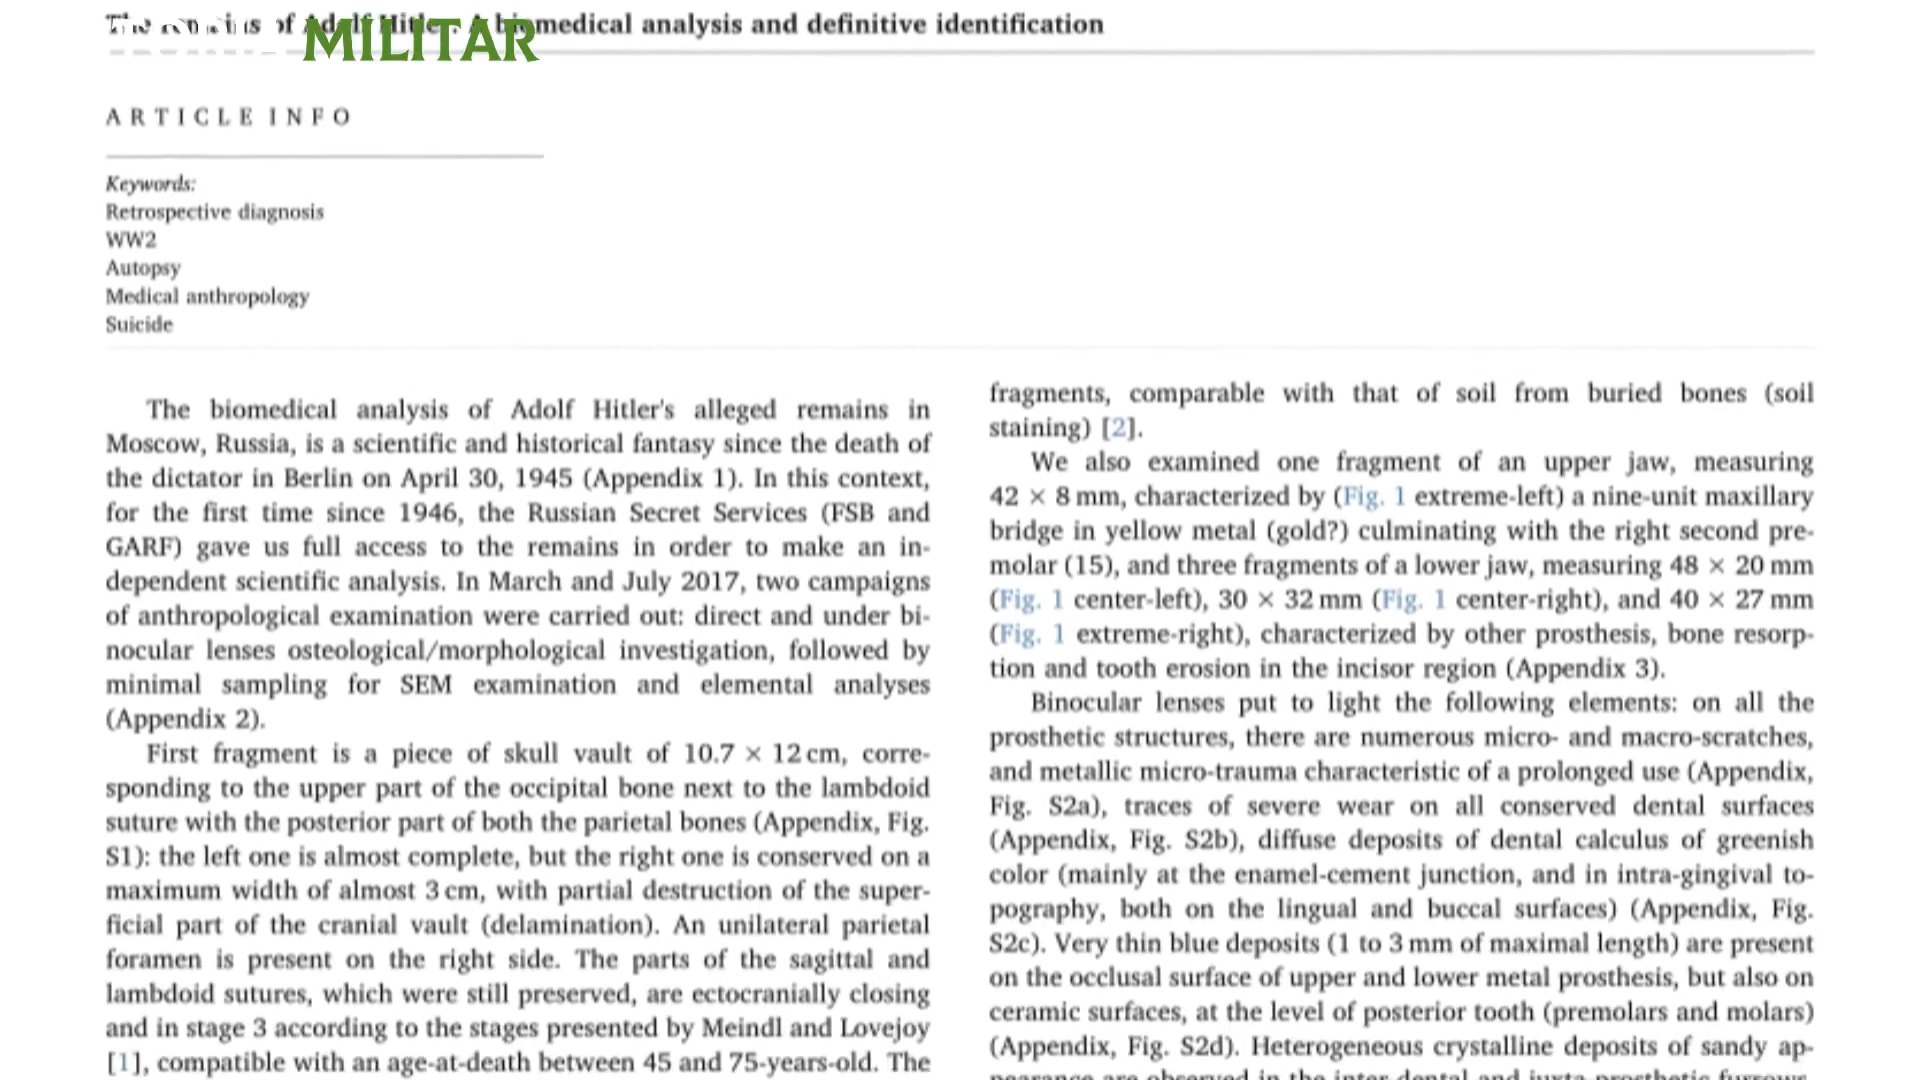 The remains of Adolf Hitler: A biomedical analysis and definitive identification
MILITAR
ARTICLE INFO
Keywords:
Retrospective diagnosis
WW2
Autopsy
Medical anthropology
Suicide
The biomedical analysis of Adolf Hitler's alleged remains in
Moscow, Russia, is a scientific and historical fantasy since the death of
the dictator in Berlin on April 30, 1945 (Appendix 1). In this context,
for the first time since 1946, the Russian Secret Services (FSB and
GARF) gave us full access to the remains in order to make an in-
dependent scientific analysis. In March and July 2017, two campaigns
of anthropological examination were carried out: direct and under bi-
nocular lenses osteological/morphological investigation, followed by
minimal sampling for SEM examination and elemental analyses
(Appendix 2).
First fragment is a piece of skull vault of 10.7 × 12 cm, corre-
sponding to the upper part of the occipital bone next to the lambdoid
suture with the posterior part of both the parietal bones (Appendix, Fig.
S1): the left one is almost complete, but the right one is conserved on a
maximum width of almost 3 cm, with partial destruction of the super-
ficial part of the cranial vault (delamination). An unilateral parietal
foramen is present on the right side. The parts of the sagittal and
lambdoid sutures, which were still preserved, are ectocranially closing
and in stage 3 according to the stages presented by Meindl and Lovejoy
[1], compatible with an age-at-death between 45 and 75-years-old. The
fragments, comparable with that of soil from buried bones (soil
staining) [2].
We also examined one fragment of an upper jaw, measuring
42 × 8 mm, characterized by (Fig. 1 extreme-left) a nine-unit maxillary
bridge in yellow metal (gold?) culminating with the right second pre-
molar (15), and three fragments of a lower jaw, measuring 48 × 20 mm
(Fig. 1 center-left), 30 × 32 mm (Fig. 1 center-right), and 40 × 27 mm
(Fig. 1 extreme-right), characterized by other prosthesis, bone resorp-
tion and tooth erosion in the incisor region (Appendix 3).
Binocular lenses put to light the following elements: on all the
prosthetic structures, there are numerous micro- and macro-scratches,
and metallic micro-trauma characteristic of a prolonged use (Appendix,
Fig. S2a), traces of severe wear on all conserved dental surfaces
(Appendix, Fig. S2b), diffuse deposits of dental calculus of greenish
color (mainly at the enamel-cement junction, and in intra-gingival to-
pography, both on the lingual and buccal surfaces) (Appendix, Fig.
S2c). Very thin blue deposits (1 to 3 mm of maximal length) are present
on the occlusal surface of upper and lower metal prosthesis, but also on
ceramic surfaces, at the level of posterior tooth (premolars and molars)
(Appendix, Fig. S2d). Heterogeneous crystalline deposits of sandy ap-
pearance are observed in the inter-dental and juxta-prosthetic furrows,